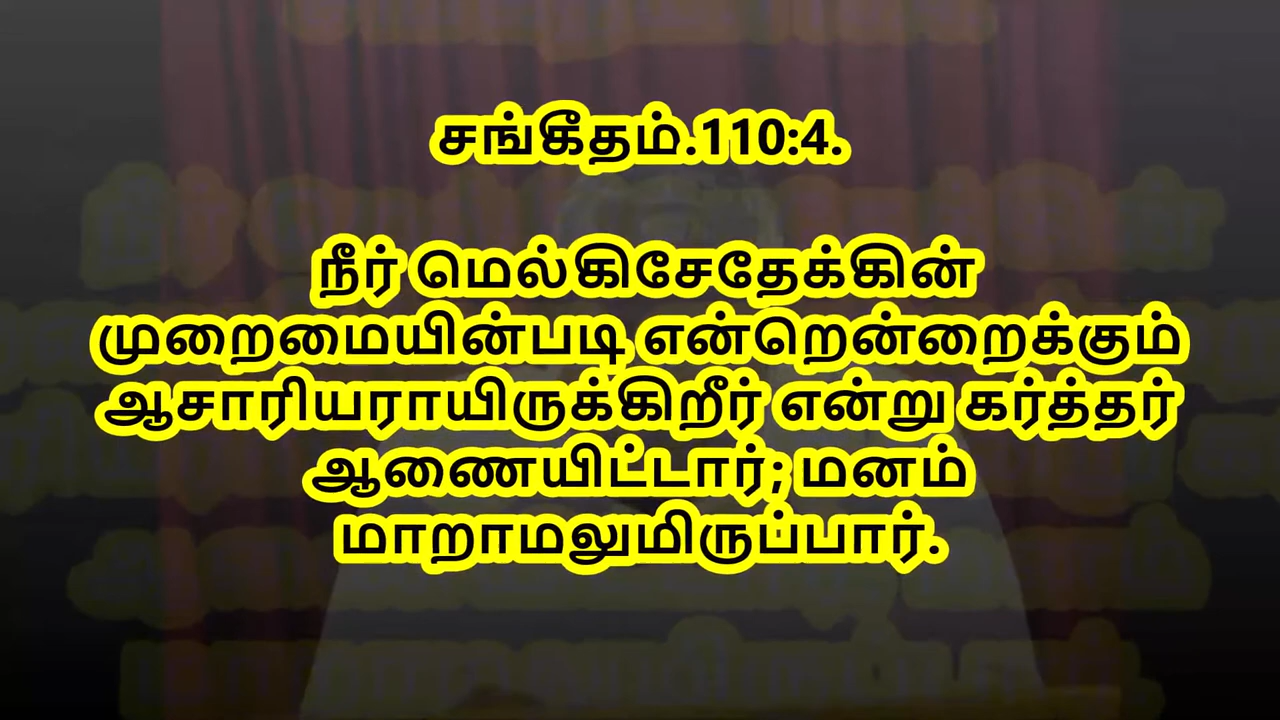 சங்கீதம்.110:4.
நீர் மெல்கிசேதேக்கின்
முறைமையின்படி என்றென்றைக்கும்
ஆசாரியராயிருக்கிறீர் என்று கர்த்தர்
ஆணையிட்டார்; மனம்
மாறாமலுமிருப்பார்.